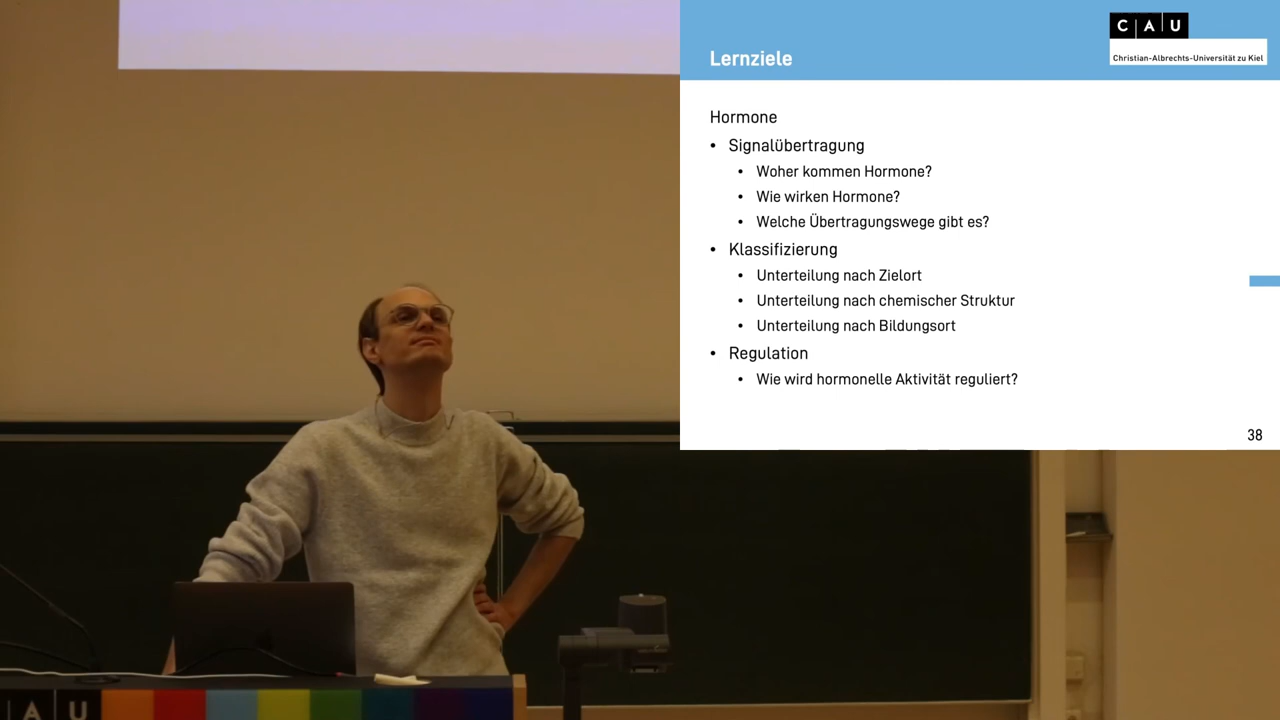 Lernziele
C A U
Christian-Albrechts-Universität zu Kiel
Hormone
• Signalübertragung
• Woher kommen Hormone?
• Wie wirken Hormone?
• Welche Übertragungswege gibt es?
• Klassifizierung
• Unterteilung nach Zielort
• Unterteilung nach chemischer Struktur
• Unterteilung nach Bildungsort
• Regulation
• Wie wird hormonelle Aktivität reguliert?
38
A U